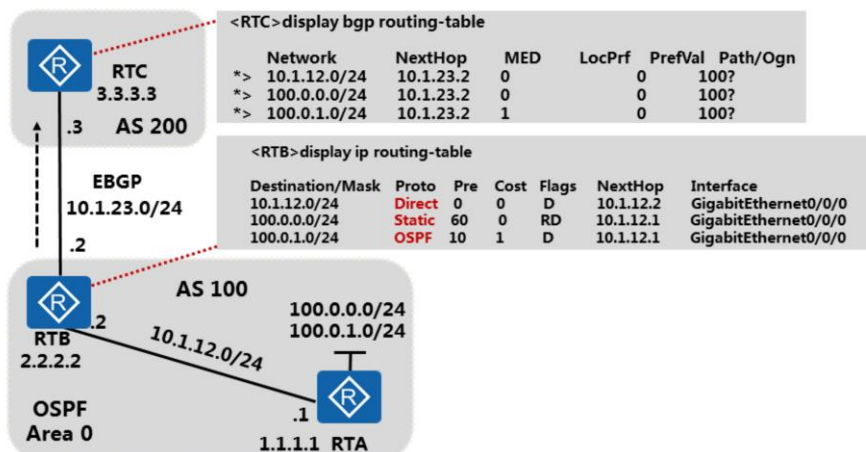 <RTC>display bgp routing-table
Network NextHop MED LocPrf PrefVal Path/Ogn
*> 10.1.12.0/24 10.1.23.2 0 0 100?
*> 100.0.0.0/24 10.1.23.2 0 0 100?
*> 100.0.1.0/24 10.1.23.2 1 0 100?
R
RTC
3.3.3.3
.3
AS 200
<RTB>display ip routing-table
Destination/Mask Proto Pre Cost Flags NextHop Interface
10.1.12.0/24 Direct 0 0 D 10.1.12.2 GigabitEthernet0/0/0
100.0.0.0/24 Static 60 0 RD 10.1.12.1 GigabitEthernet0/0/0
100.0.1.0/24 OSPF 10 1 D 10.1.12.1 GigabitEthernet0/0/0
EBGP
10.1.23.0/24
.2
AS 100
R
.2
RTB
2.2.2.2
10.1.12.0/24
100.0.0.0/24
100.0.1.0/24
R
OSPF
Area 0
.1
1.1.1.1 RTA